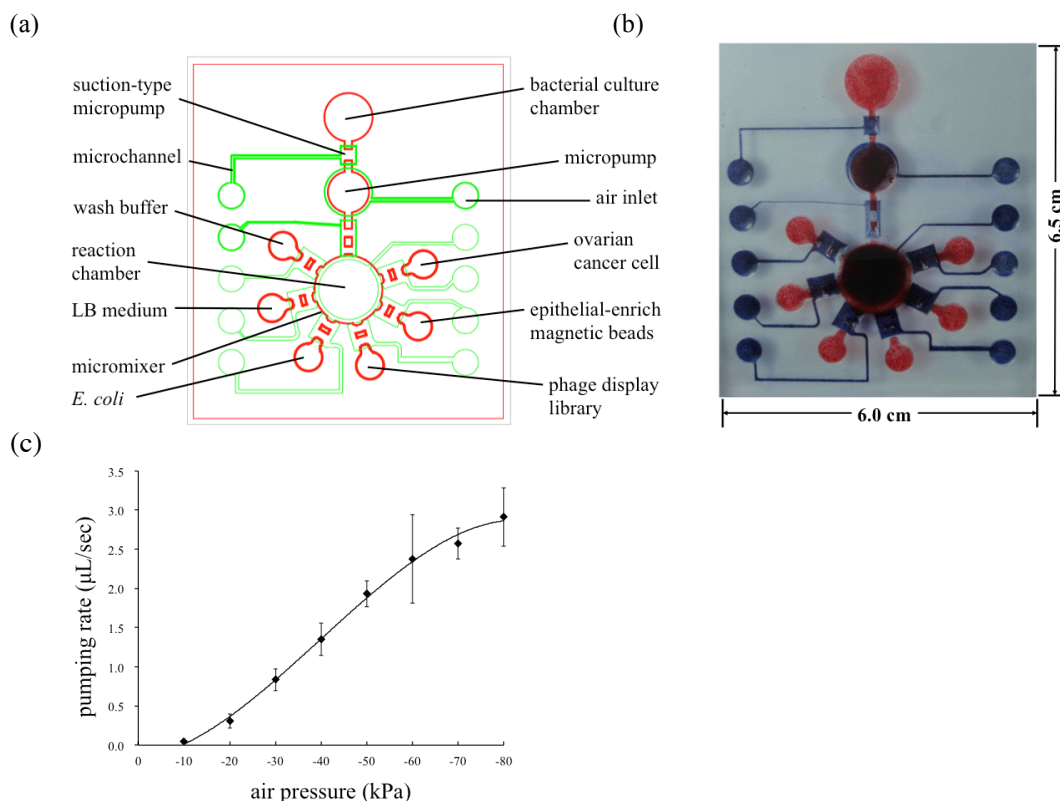 (a)
suction-type
micropump
microchannel
wash buffer
reaction
chamber
LB medium
micromixer
E. coli
bacterial culture
chamber
micropump
air inlet
ovarian
cancer cell
epithelial-enrich
magnetic beads
phage display
library
(b)
6.5 cm
6.0 cm
(c)
pumping rate (μL/sec)
3.5
3.0
2.5
2.0
1.5
1.0
0.5
0.0
0 -10 -20 -30 -40 -50 -60 -70 -80
air pressure (kPa)